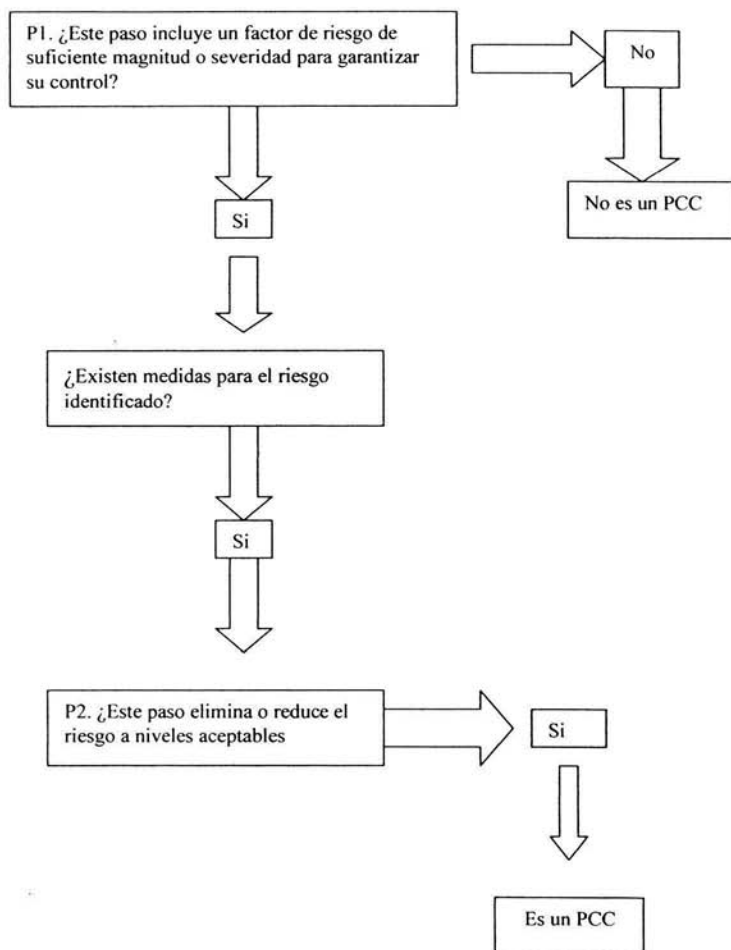 P1. ¿Este paso incluye un factor de riesgo de
suficiente magnitud o severidad para garantizar
su control?
No
No es un PCC
Si
¿Existen medidas para el riesgo
identificado?
Si
P2. ¿Este paso elimina o reduce el
riesgo a niveles aceptables
Si
Es un PCC